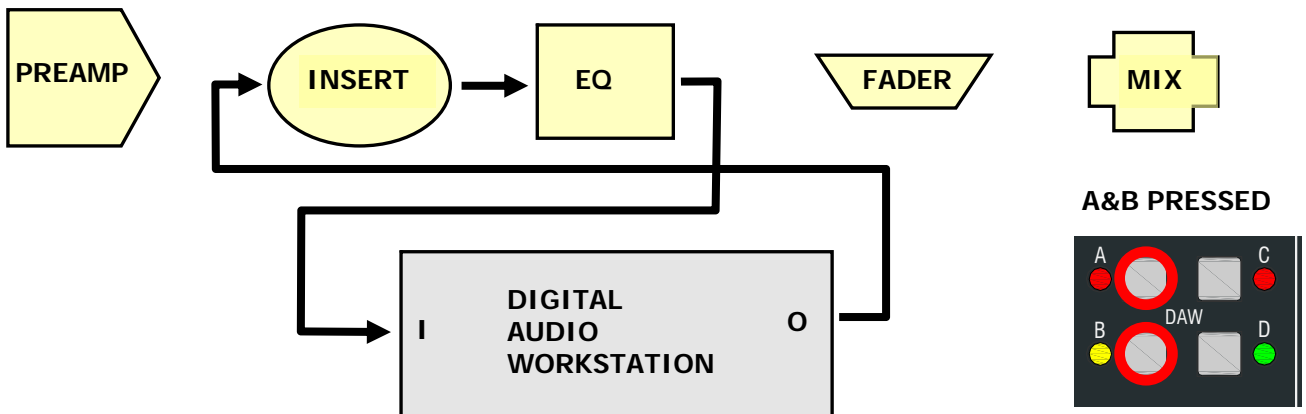 PREAMP
INSERT
EQ
FADER
MIX
A&B PRESSED
A
C
DAW
B
D
I
DIGITAL
AUDIO
WORKSTATION
O